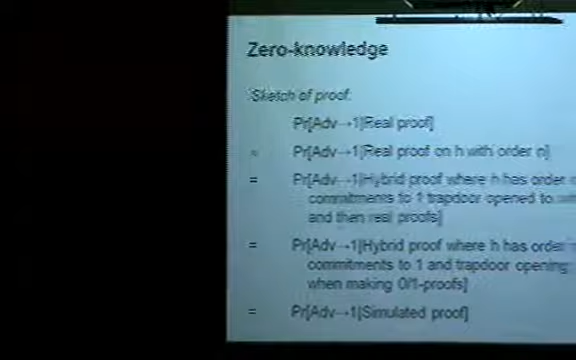 Zero-knowledge
Sketch of proof:
Pr[Adv→1|Real proof]
≈ Pr[Adv→1|Real proof on h with order n]
= Pr[Adv→1|Hybrid proof where h has order
commitments to 1 trapdoor opened to
and then real proofs]
= Pr[Adv→1|Hybrid proof where h has order
commitments to 1 and trapdoor opening
when making 0/1-proofs]
= Pr[Adv→1|Simulated proof]